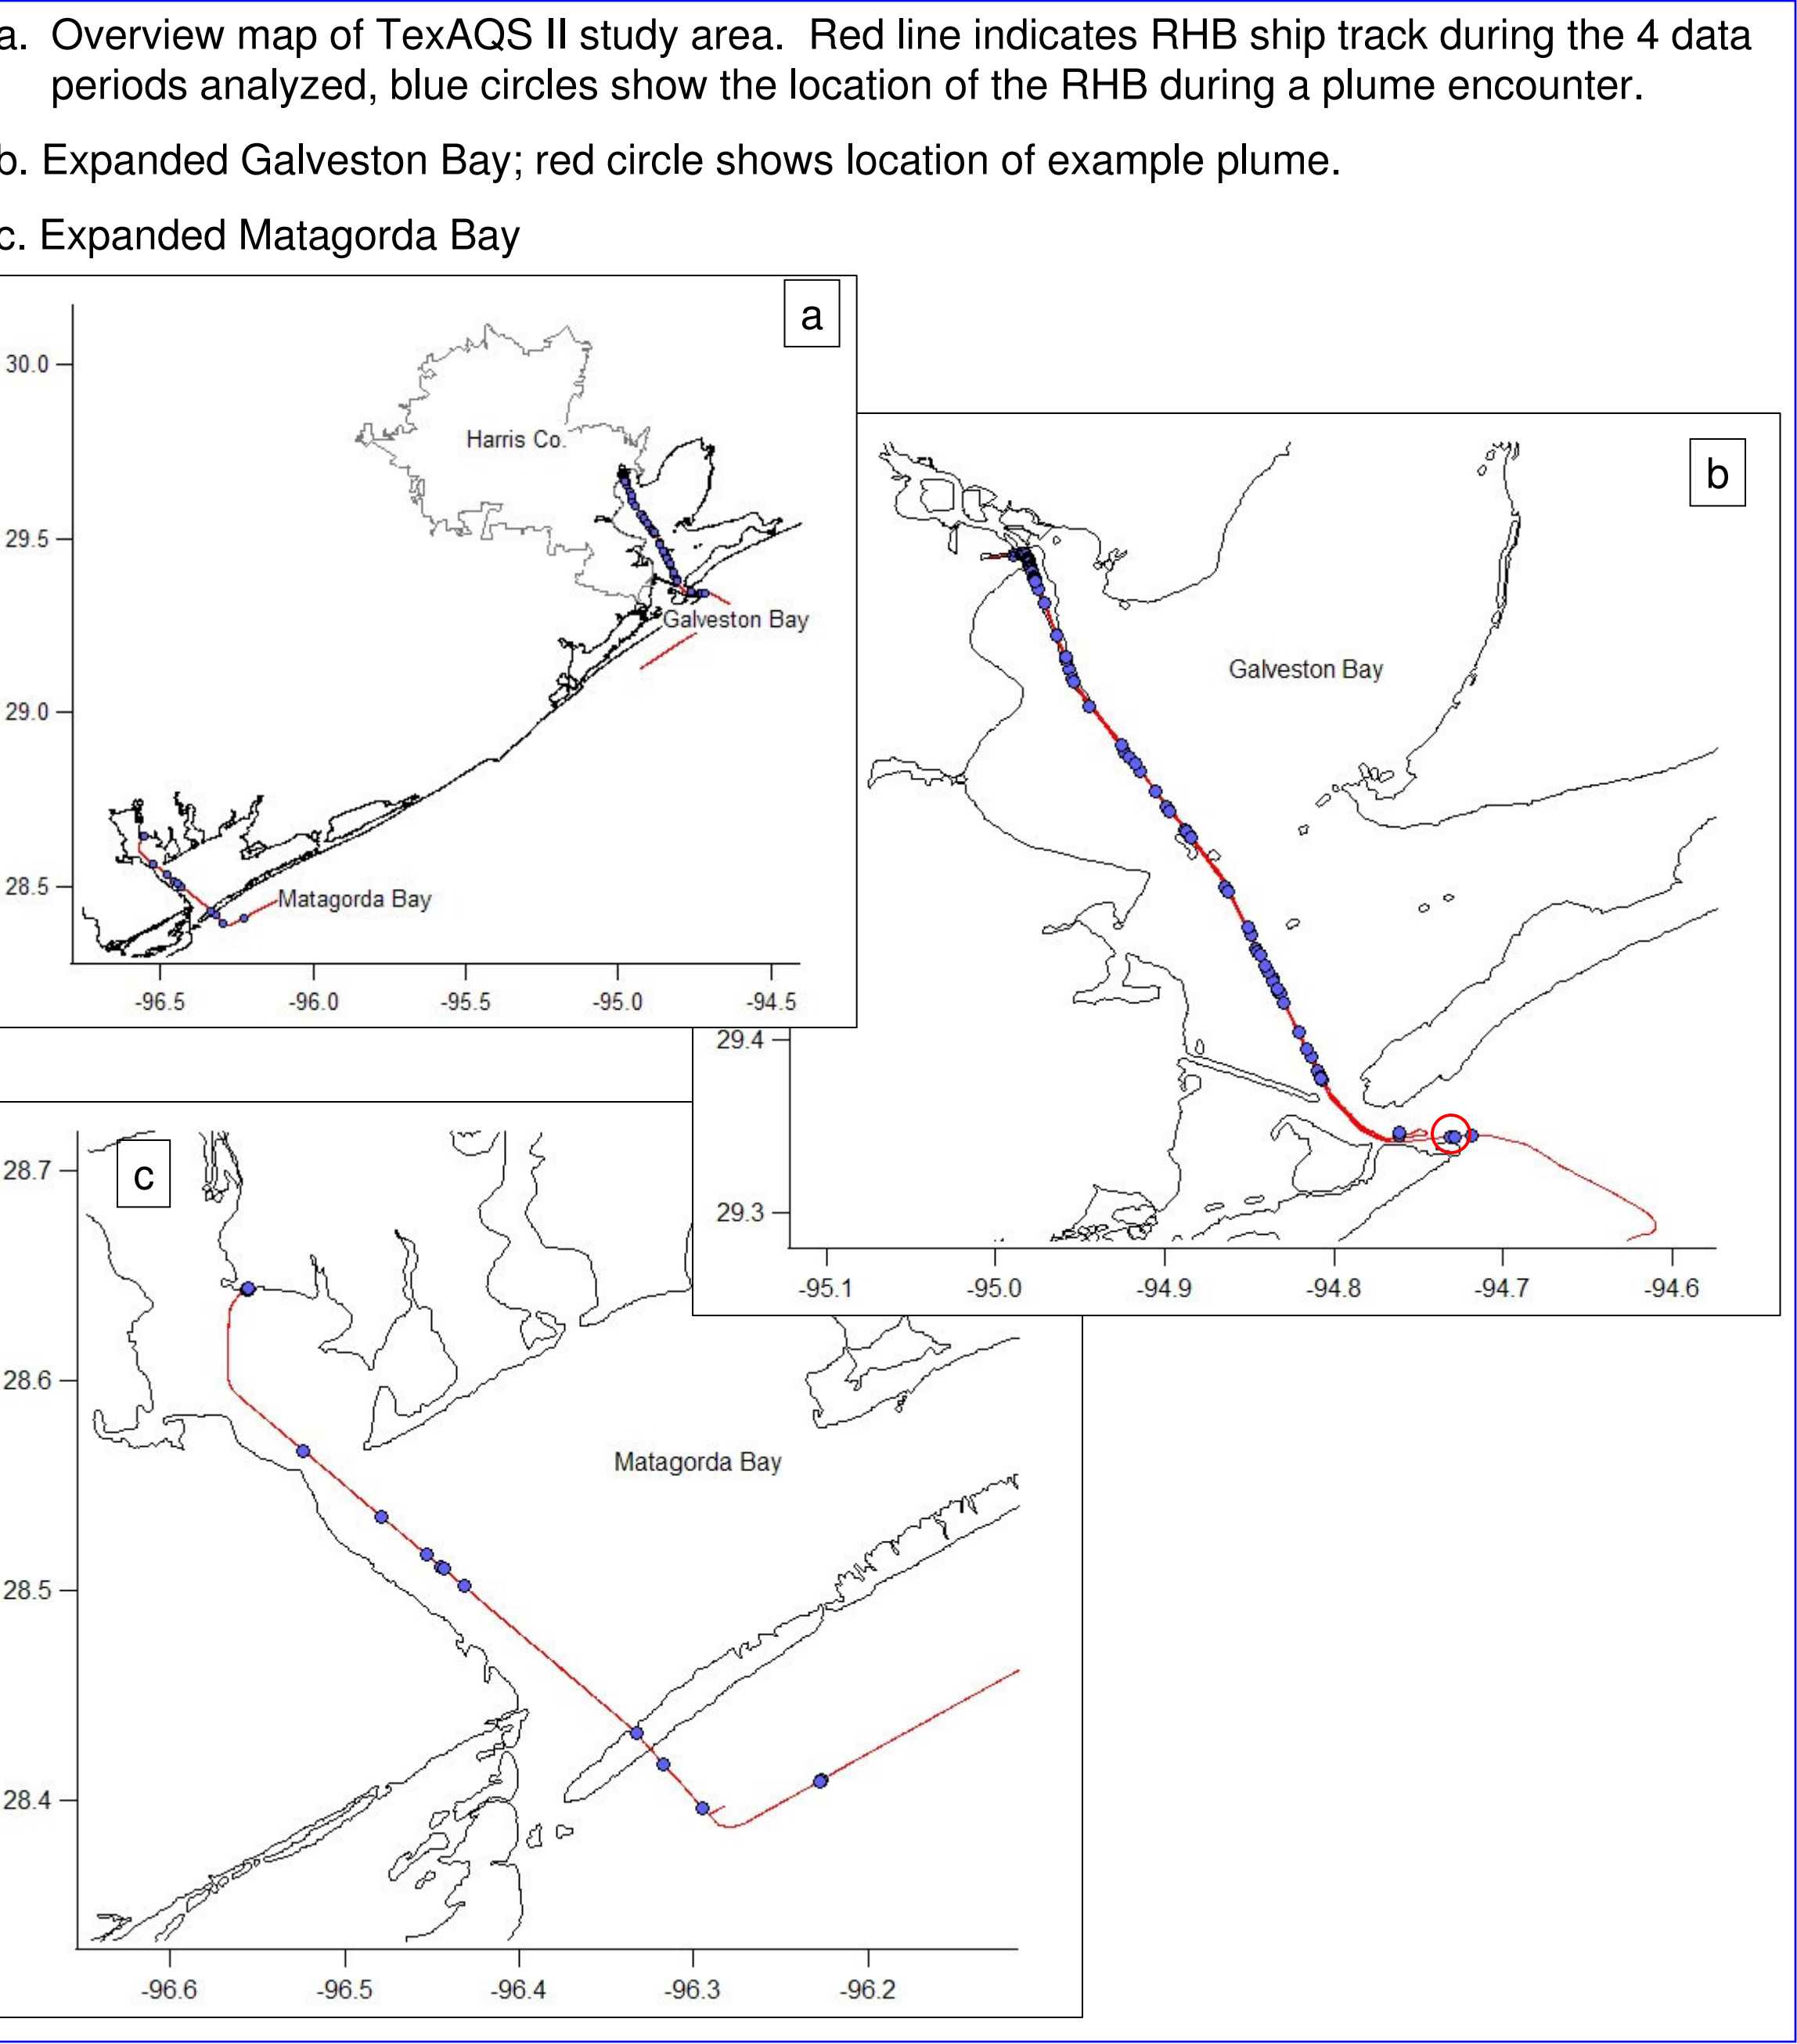 a. Overview map of TexAQS II study area. Red line indicates RHB ship track during the 4 data
periods analyzed, blue circles show the location of the RHB during a plume encounter.
b. Expanded Galveston Bay; red circle shows location of example plume.
c. Expanded Matagorda Bay
a
30.0
Harris Co.
29.5
Galveston Bay
29.0
28.5
Matagorda Bay
-96.5 -96.0 -95.5 -95.0 -94.5
b
Galveston Bay
29.4
29.3
-95.1 -95.0 -94.9 -94.8 -94.7 -94.6
c
28.7
28.6
Matagorda Bay
28.5
28.4
-96.6 -96.5 -96.4 -96.3 -96.2